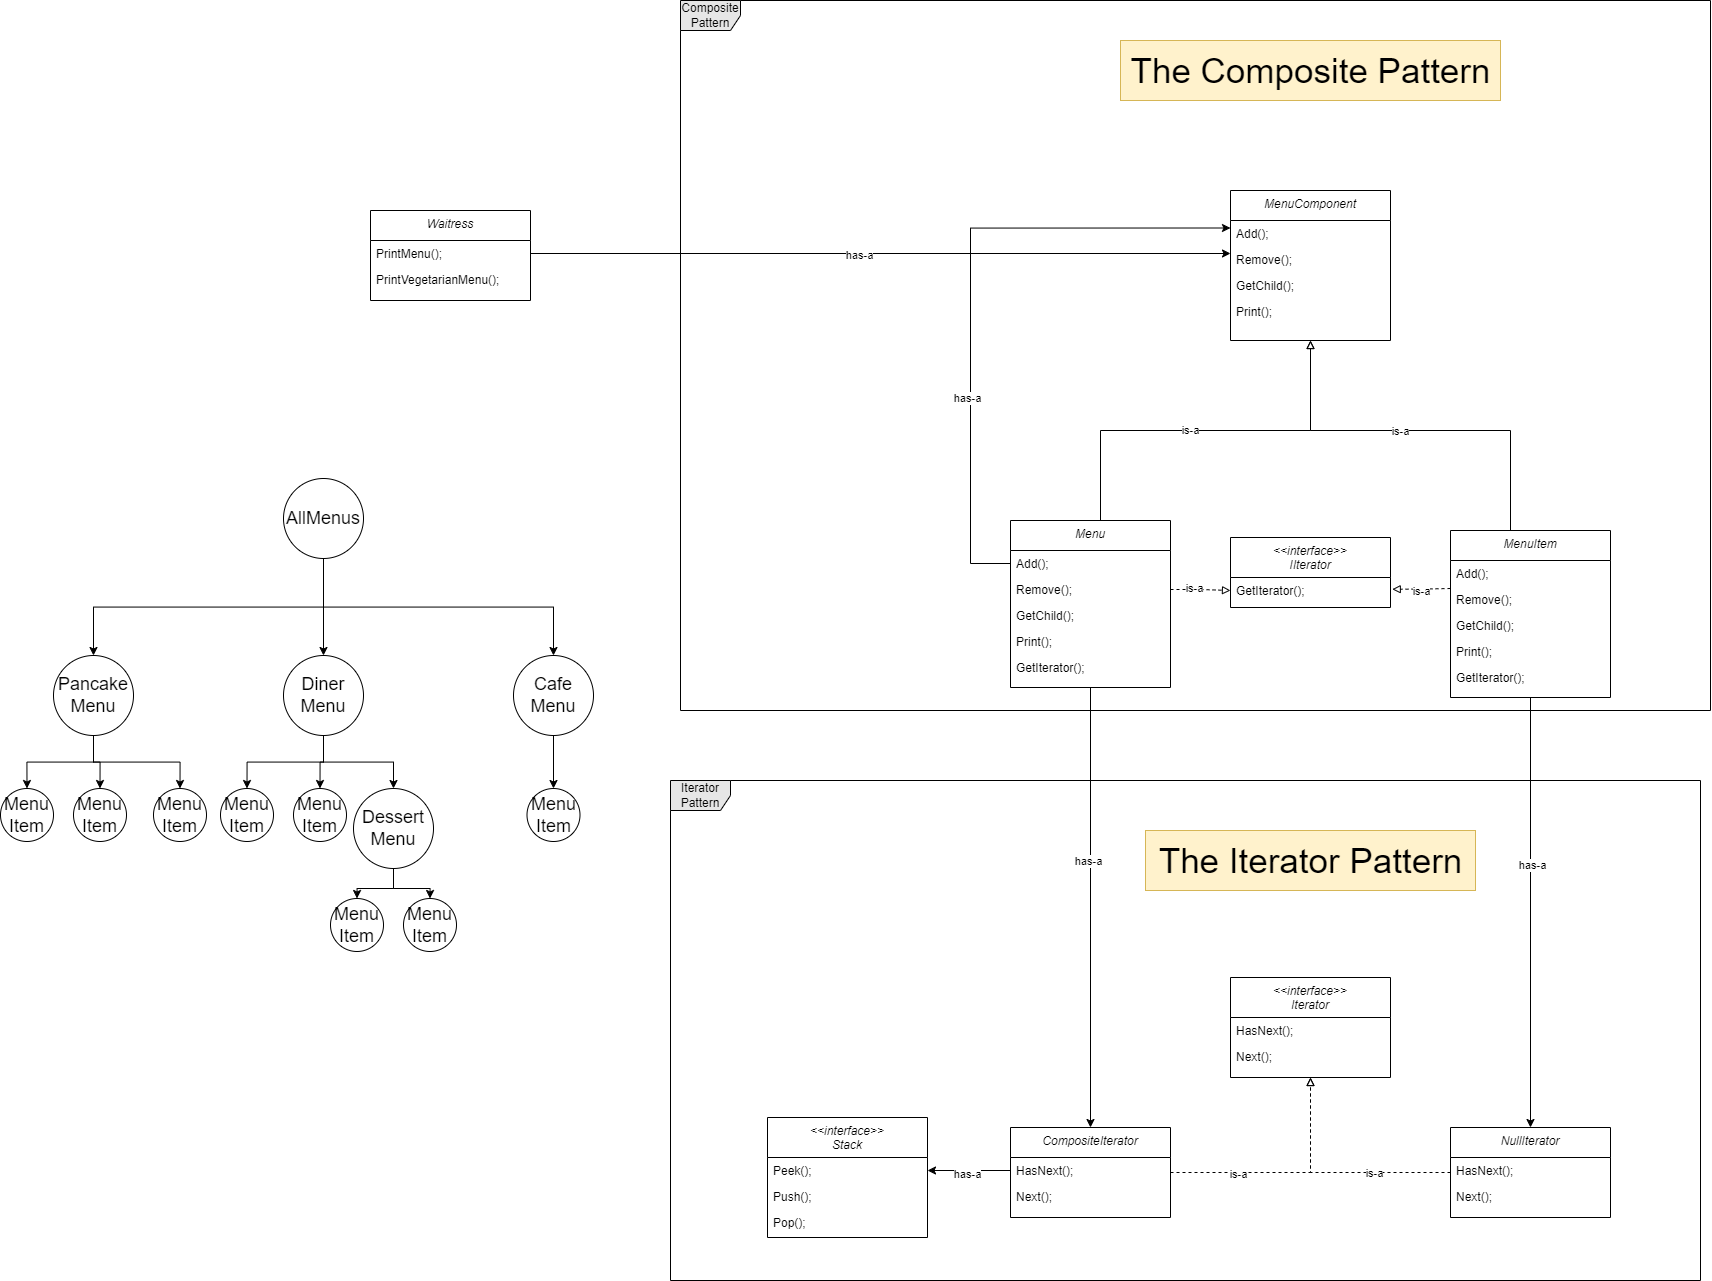 Composite
Pattern
The Composite Pattern
MenuComponent
Add();
Remove();
GetChild();
Print();
Waitress
PrintMenu();
PrintVegetarianMenu();
has-a
has-a
is-a
is-a
Menu
Add();
Remove();
GetChild();
Print();
GetIterator();
is-a
<<interface>>
IIterator
GetIterator();
is-a
MenuItem
Add();
Remove();
GetChild();
Print();
GetIterator();
AllMenus
Pancake
Menu
Diner
Menu
Cafe
Menu
Menu
Item
Menu
Item
Menu
Item
Menu
Item
Menu
Item
Dessert
Menu
Menu
Item
Menu
Item
Menu
Item
Iterator
Pattern
The Iterator Pattern
has-a
has-a
<<interface>>
Iterator
HasNext();
Next();
<<interface>>
Stack
Peek();
Push();
Pop();
has-a
CompositeIterator
HasNext();
Next();
is-a
is-a
NullIterator
HasNext();
Next();